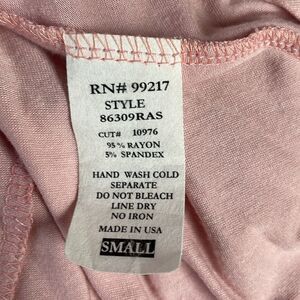 RN# 99217
STYLE
86309RAS
CUT# 10976
95 % RAYON
5% SPANDEX
HAND WASH COLD
SEPARATE
DO NOT BLEACH
LINE DRY
NO IRON
MADE IN USA
SMALL